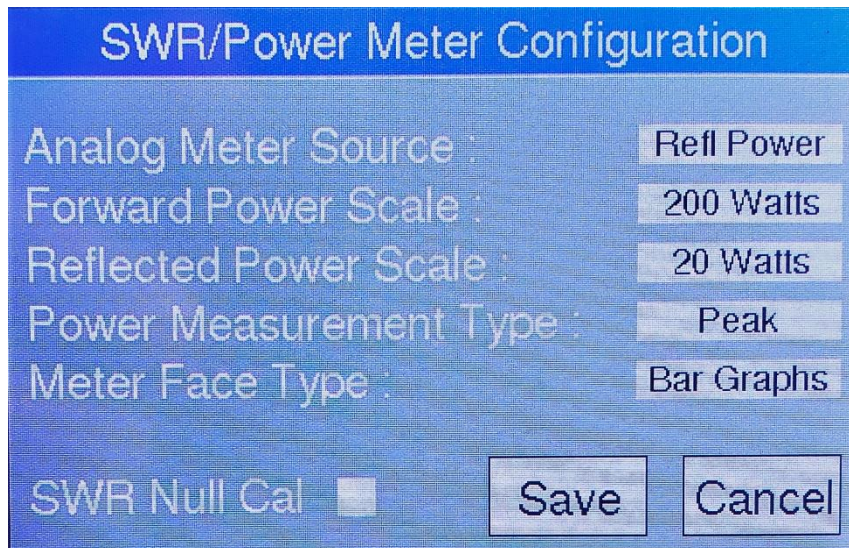 SWR/Power Meter Configuration
Analog Meter Source : Refl Power
Forward Power Scale : 200 Watts
Reflected Power Scale : 20 Watts
Power Measurement Type : Peak
Meter Face Type : Bar Graphs
SWR Null Cal Save Cancel